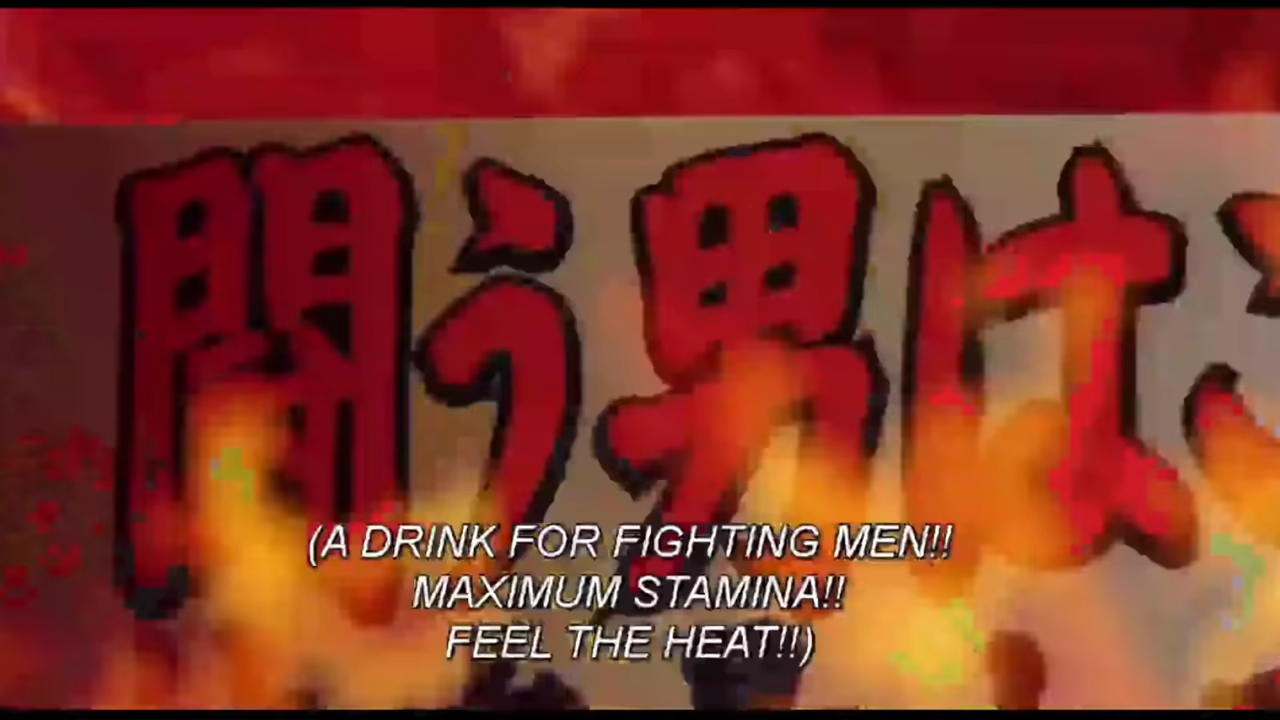 闘う男は
(A DRINK FOR FIGHTING MEN!!
MAXIMUM STAMINA!!
FEEL THE HEAT!!)